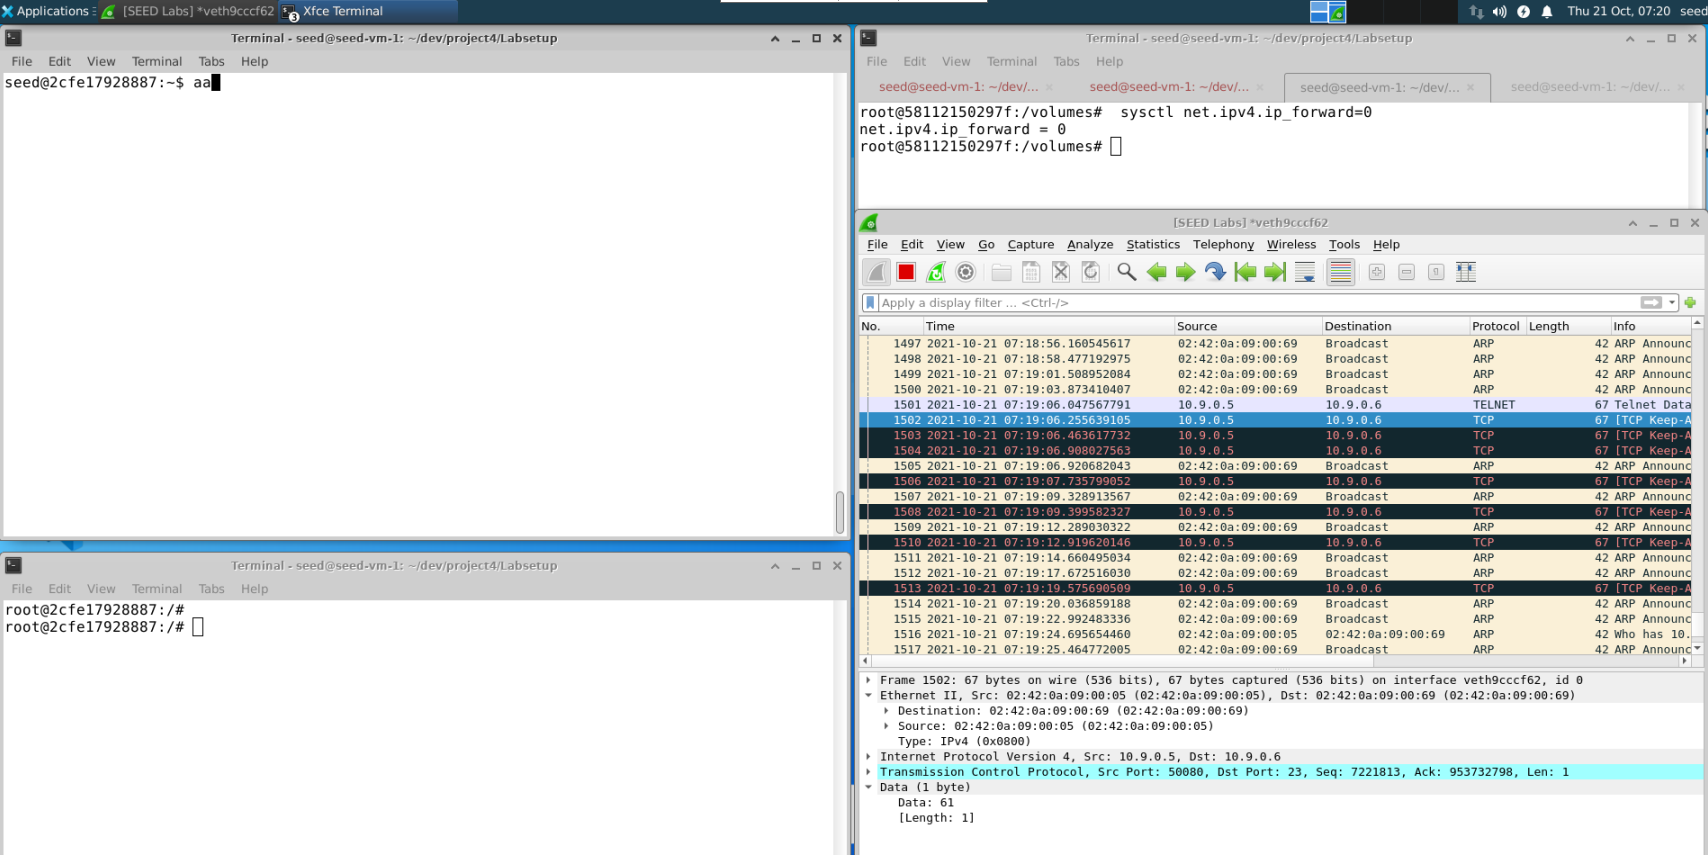 Applications [SEED Labs] *veth9cccf62 Xfce Terminal 3 Thu 21 Oct, 07:20 seed
Terminal - seed@seed-vm-1: ~/dev/project4/Labsetup
File Edit View Terminal Tabs Help
seed@2cfe17928887:~$ aa
Terminal - seed@seed-vm-1: ~/dev/project4/Labsetup
File Edit View Terminal Tabs Help
root@2cfe17928887:/#
root@2cfe17928887:/#
Terminal - seed@seed-vm-1: ~/dev/project4/Labsetup
File Edit View Terminal Tabs Help
seed@seed-vm-1: ~/dev/... × seed@seed-vm-1: ~/dev/... × seed@seed-vm-1: ~/dev/... × seed@seed-vm-1: ~/dev/... ×
root@58112150297f:/volumes#  sysctl net.ipv4.ip_forward=0
net.ipv4.ip_forward = 0
root@58112150297f:/volumes#
[SEED Labs] *veth9cccf62
File Edit View Go Capture Analyze Statistics Telephony Wireless Tools Help
Apply a display filter ... <Ctrl-/>
No. Time Source Destination Protocol Length Info
1497 2021-10-21 07:18:56.160545617 02:42:0a:09:00:69 Broadcast ARP 42 ARP Announc
1498 2021-10-21 07:18:58.477192975 02:42:0a:09:00:69 Broadcast ARP 42 ARP Announc
1499 2021-10-21 07:19:01.508952084 02:42:0a:09:00:69 Broadcast ARP 42 ARP Announc
1500 2021-10-21 07:19:03.873410407 02:42:0a:09:00:69 Broadcast ARP 42 ARP Announc
1501 2021-10-21 07:19:06.047567791 10.9.0.5 10.9.0.6 TELNET 67 Telnet Data
1502 2021-10-21 07:19:06.255639105 10.9.0.5 10.9.0.6 TCP 67 [TCP Keep-A
1503 2021-10-21 07:19:06.463617732 10.9.0.5 10.9.0.6 TCP 67 [TCP Keep-A
1504 2021-10-21 07:19:06.908027563 10.9.0.5 10.9.0.6 TCP 67 [TCP Keep-A
1505 2021-10-21 07:19:06.920682043 02:42:0a:09:00:69 Broadcast ARP 42 ARP Announc
1506 2021-10-21 07:19:07.735799052 10.9.0.5 10.9.0.6 TCP 67 [TCP Keep-A
1507 2021-10-21 07:19:09.328913567 02:42:0a:09:00:69 Broadcast ARP 42 ARP Announc
1508 2021-10-21 07:19:09.399582327 10.9.0.5 10.9.0.6 TCP 67 [TCP Keep-A
1509 2021-10-21 07:19:12.289030322 02:42:0a:09:00:69 Broadcast ARP 42 ARP Announc
1510 2021-10-21 07:19:12.919620146 10.9.0.5 10.9.0.6 TCP 67 [TCP Keep-A
1511 2021-10-21 07:19:14.660495034 02:42:0a:09:00:69 Broadcast ARP 42 ARP Announc
1512 2021-10-21 07:19:17.672516030 02:42:0a:09:00:69 Broadcast ARP 42 ARP Announc
1513 2021-10-21 07:19:19.575690509 10.9.0.5 10.9.0.6 TCP 67 [TCP Keep-A
1514 2021-10-21 07:19:20.036859188 02:42:0a:09:00:69 Broadcast ARP 42 ARP Announc
1515 2021-10-21 07:19:22.992483336 02:42:0a:09:00:69 Broadcast ARP 42 ARP Announc
1516 2021-10-21 07:19:24.695654460 02:42:0a:09:00:05 02:42:0a:09:00:69 ARP 42 Who has 10.
1517 2021-10-21 07:19:25.464772005 02:42:0a:09:00:69 Broadcast ARP 42 ARP Announc
Frame 1502: 67 bytes on wire (536 bits), 67 bytes captured (536 bits) on interface veth9cccf62, id 0
Ethernet II, Src: 02:42:0a:09:00:05 (02:42:0a:09:00:05), Dst: 02:42:0a:09:00:69 (02:42:0a:09:00:69)
Destination: 02:42:0a:09:00:69 (02:42:0a:09:00:69)
Source: 02:42:0a:09:00:05 (02:42:0a:09:00:05)
Type: IPv4 (0x0800)
Internet Protocol Version 4, Src: 10.9.0.5, Dst: 10.9.0.6
Transmission Control Protocol, Src Port: 50080, Dst Port: 23, Seq: 7221813, Ack: 953732798, Len: 1
Data (1 byte)
Data: 61
[Length: 1]